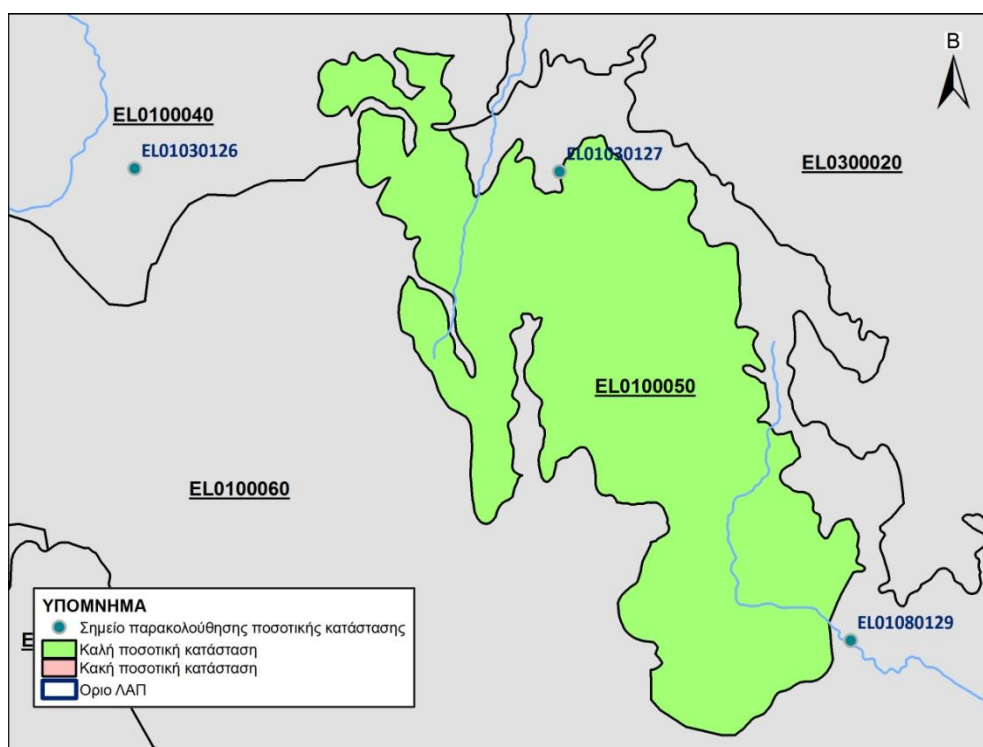 B
EL0100040
EL01030126
EL01030127
EL0300020
EL0100050
EL0100060
EL01080129
ΥΠΟΜΝΗΜΑ
Σημείο παρακολούθησης ποσοτικής κατάστασης
Καλή ποσοτική κατάσταση
Κακή ποσοτική κατάσταση
Οριο ΛΑΠ